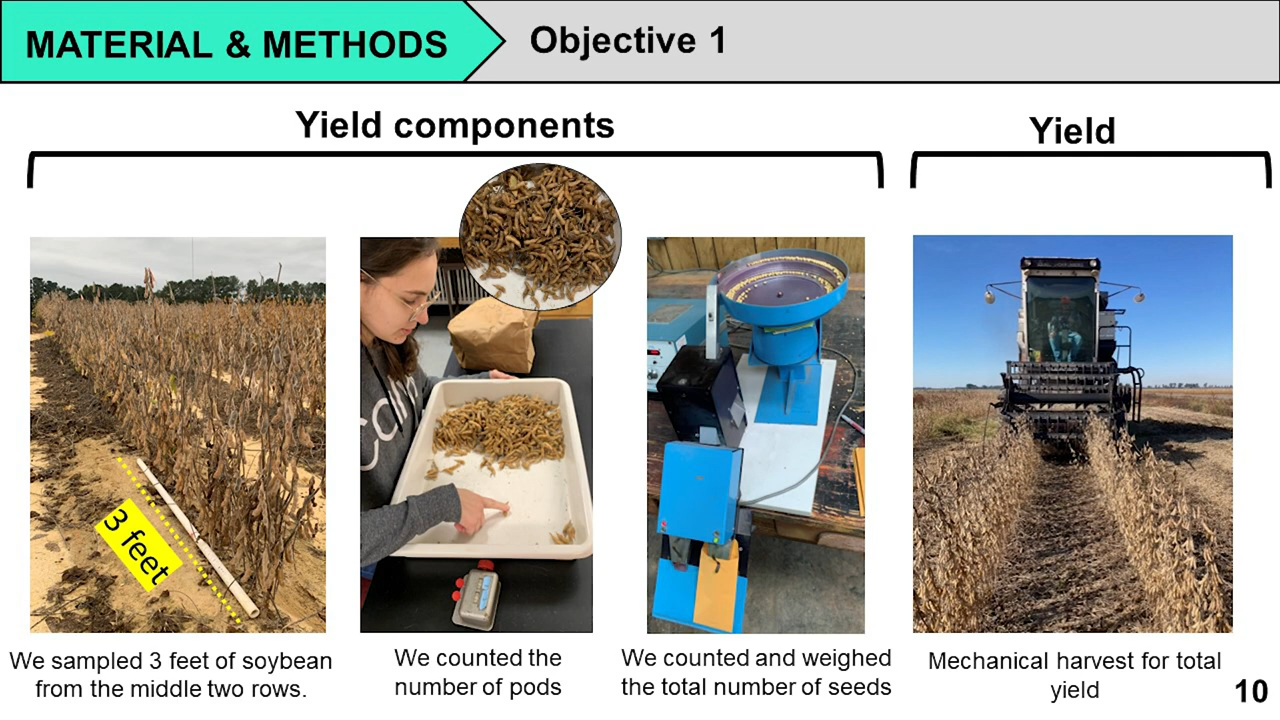 MATERIAL & METHODS
Objective 1
Yield components
Yield
3 feet
We sampled 3 feet of soybean
from the middle two rows.
We counted the
number of pods
We counted and weighed
the total number of seeds
Mechanical harvest for total
yield
10